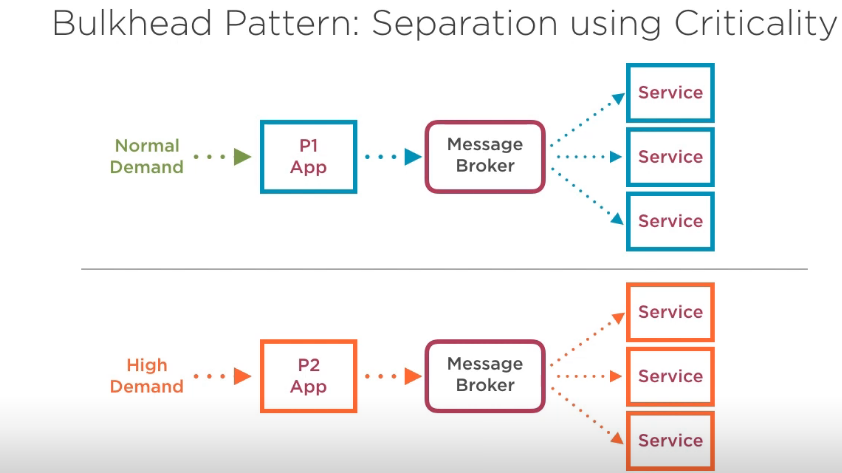 Bulkhead Pattern: Separation using Criticality
Normal
Demand
P1
App
Message
Broker
Service
Service
Service
High
Demand
P2
App
Message
Broker
Service
Service
Service